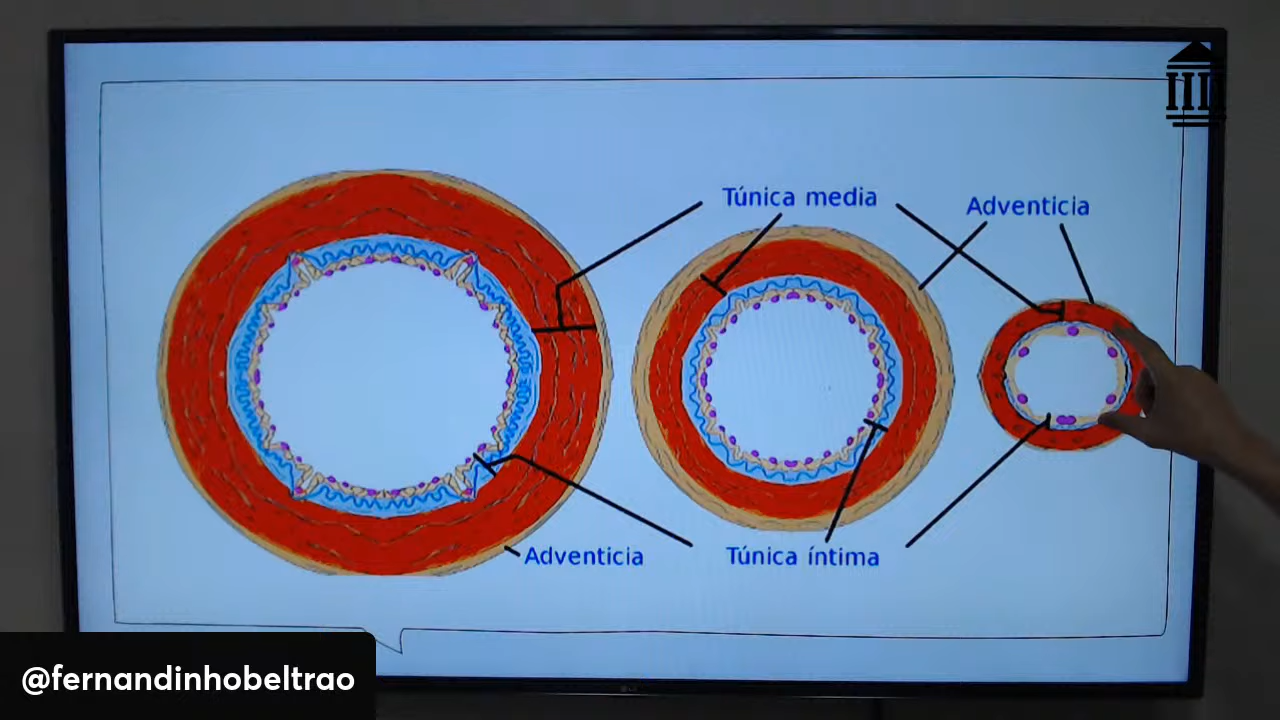 Túnica media
Adventicia
Adventicia
Túnica íntima
@fernandinhobeltrao